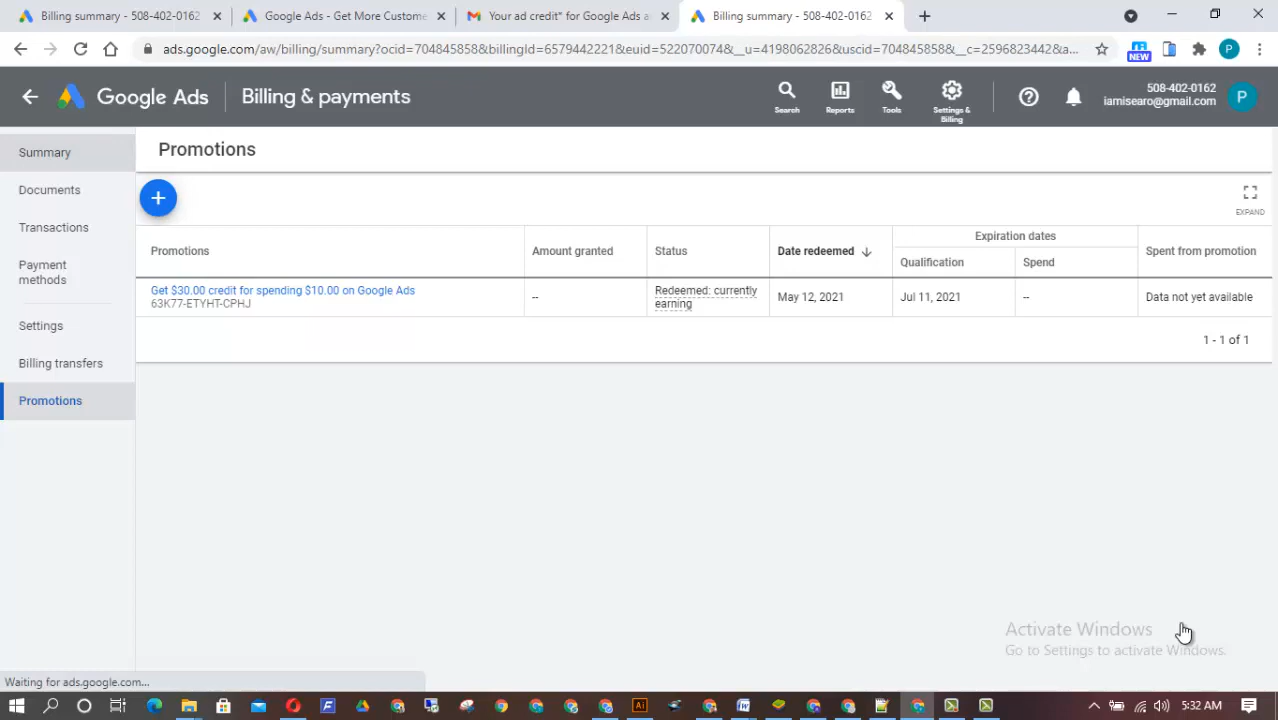 Billing summary - 508-402-0162
Google Ads - Get More Custome
Your ad credit* for Google Ads a
Billing summary - 508-402-0162
ads.google.com/aw/billing/summary?ocid=704845858&billingId=6579442221&euid=522070074&__u=4198062826&uscid=704845858&__c=2596823442&a...
NEW
P
Google Ads
Billing & payments
Search
Reports
Tools
Settings &
Billing
508-402-0162
iamisearo@gmail.com
P
Summary
Documents
Transactions
Payment
methods
Settings
Billing transfers
Promotions
Promotions
EXPAND
Promotions
Amount granted
Status
Date redeemed
Expiration dates
Qualification
Spend
Spent from promotion
Get $30.00 credit for spending $10.00 on Google Ads
63K77-ETYHT-CPHJ
--
Redeemed: currently
earning
May 12, 2021
Jul 11, 2021
--
Data not yet available
1 - 1 of 1
Activate Windows
Go to Settings to activate Windows.
Waiting for ads.google.com...
5:32 AM